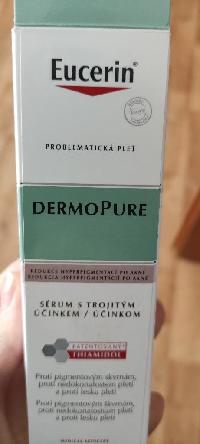 Eucerin®
PROBLEMATICKÁ PLEŤ
DERMOPURE
REDUKCE HYPERPIGMENTACE PO AKNÉ
REDUKCIA HYPERPIGMENTÁCIÍ PO AKNÉ
SÉRUM S TROJITÝM
ÚČINKEM / ÚČINKOM
PATENTOVANÝ
THIAMIDOL
Proti pigmentovým skvrnám,
proti nedokonalostem pleti
a proti lesku pleti
Proti pigmentovým škvrnám,
proti nedokonalostiam pleti
a proti lesku pleti